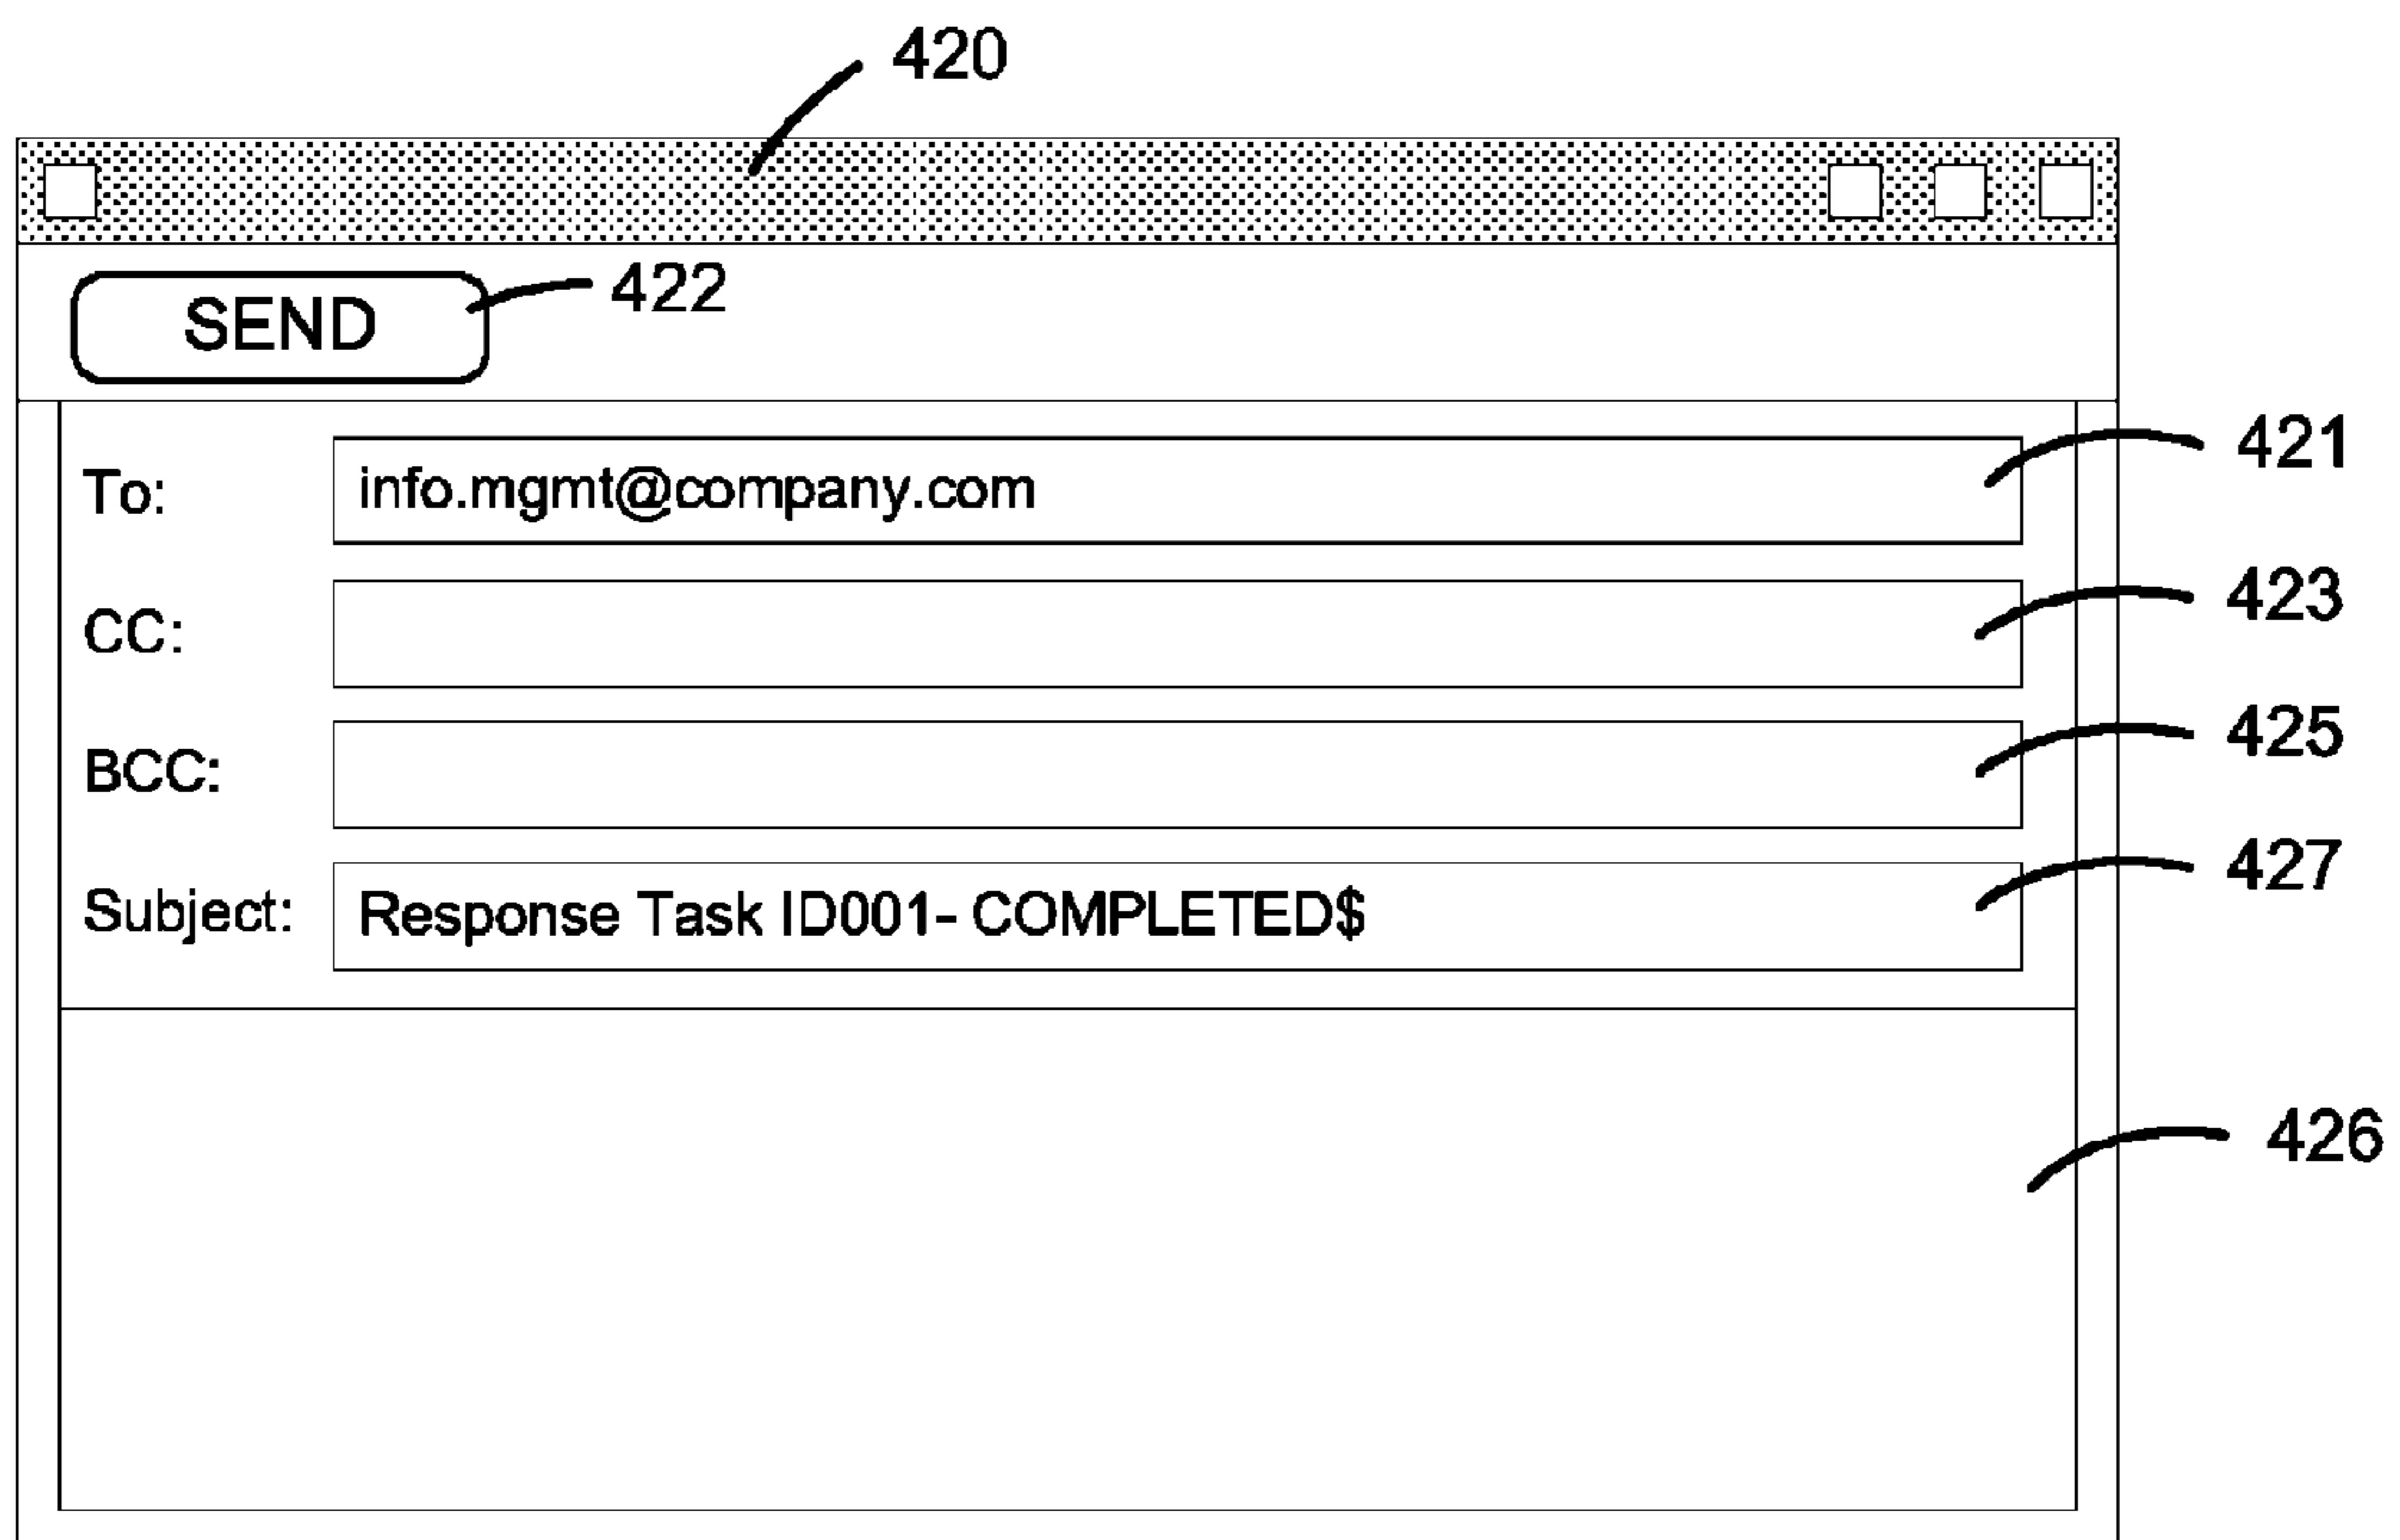 420
SEND 422
To: info.mgmt@company.com 421
CC: 423
BCC: 425
Subject: Response Task ID001- COMPLETED$ 427
426